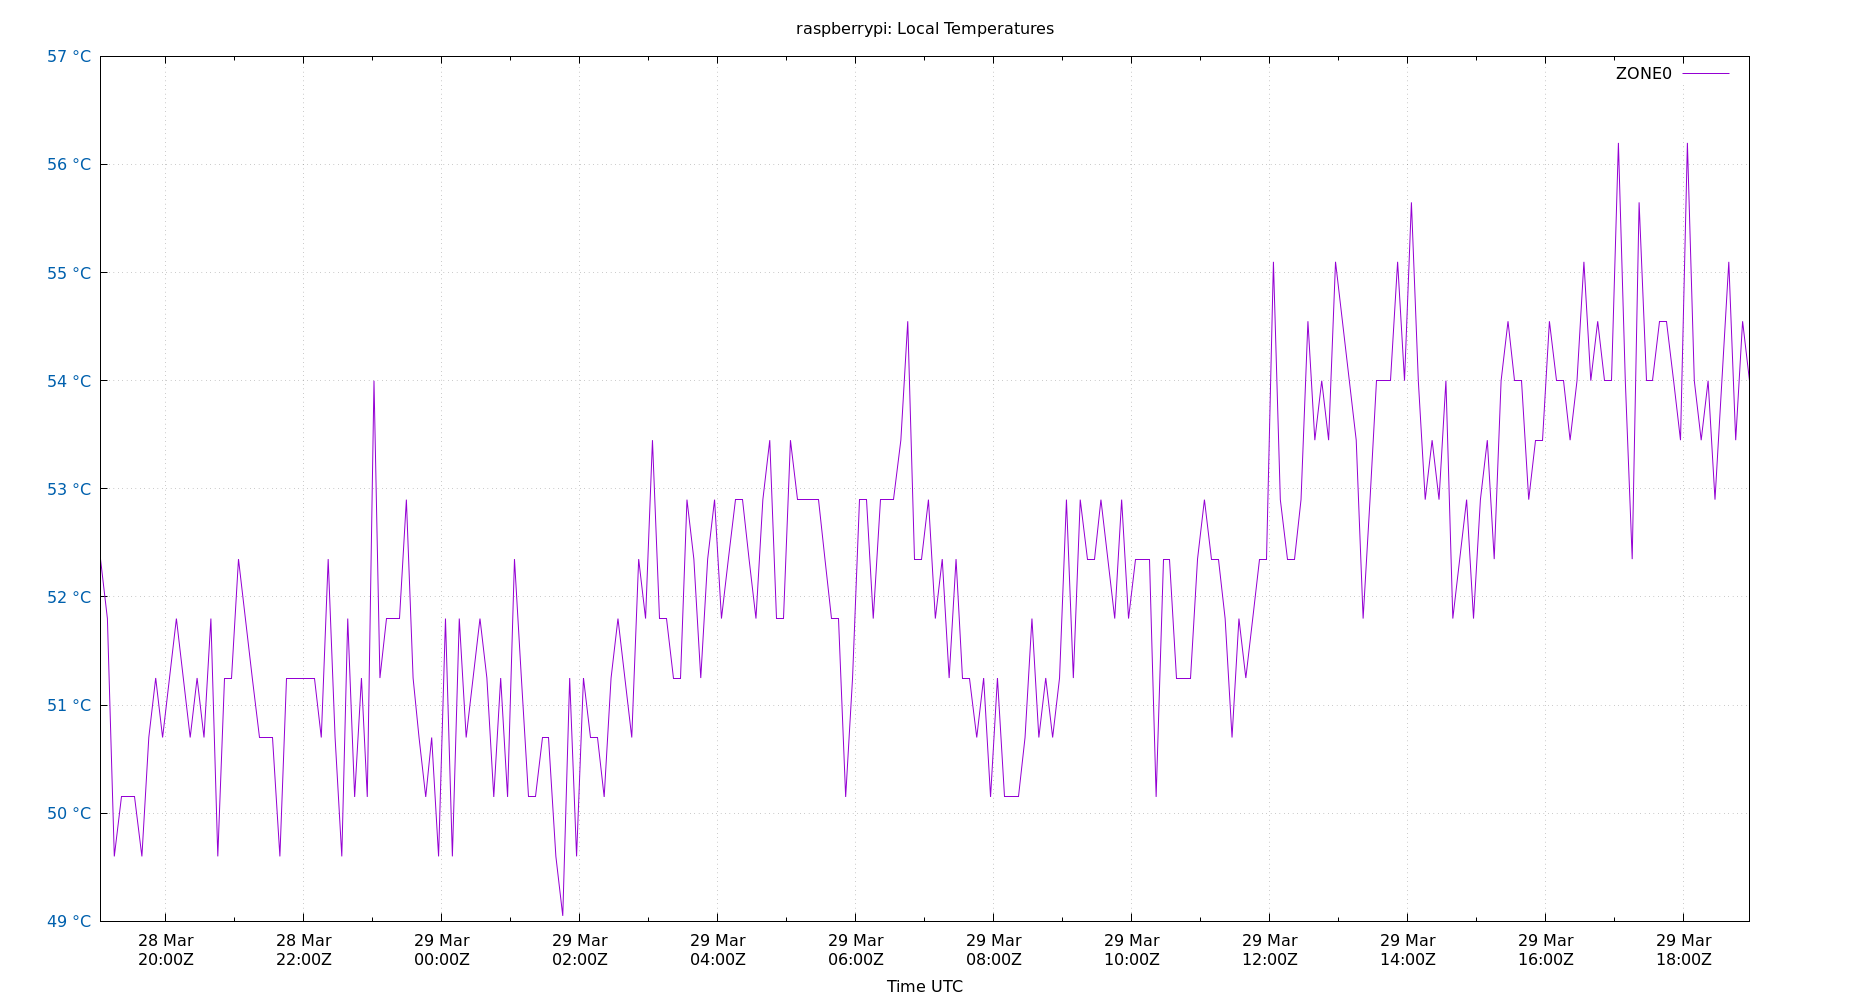 raspberrypi: Local Temperatures
57 °C
ZONE0
56 °C
55 °C
54 °C
53 °C
52 °C
51 °C
50 °C
49 °C
28 Mar 28 Mar 29 Mar 29 Mar 29 Mar 29 Mar 29 Mar 29 Mar 29 Mar 29 Mar 29 Mar 29 Mar
20:00Z 22:00Z 00:00Z 02:00Z 04:00Z 06:00Z 08:00Z 10:00Z 12:00Z 14:00Z 16:00Z 18:00Z
Time UTC